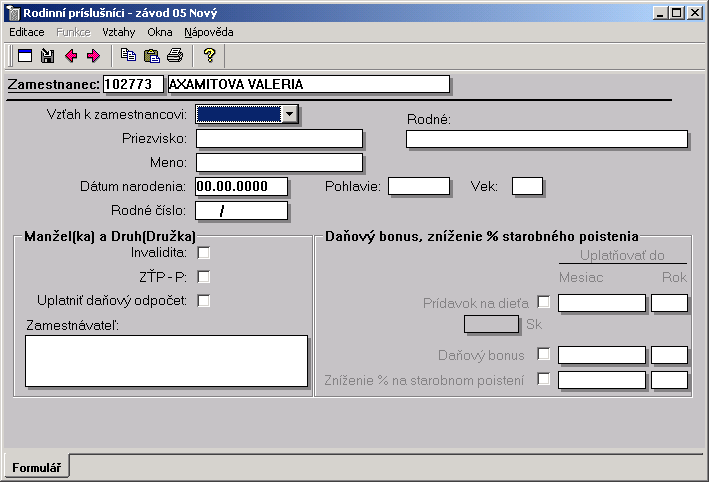 Rodinní príslušníci - závod 05 Nový
Editace Funkce Vztahy Okna Nápověda
Zamestnanec: 102773 AXAMITOVA VALERIA
Vzťah k zamestnancovi:
Rodné:
Priezvisko:
Meno:
Dátum narodenia: 00.00.0000 Pohlavie: Vek:
Rodné číslo: /
Manžel(ka) a Druh(Družka)
Invalidita:
ZŤP - P:
Uplatniť daňový odpočet:
Zamestnávateľ:
Daňový bonus, zníženie % starobného poistenia
Uplatňovať do
Mesiac Rok
Prídavok na dieťa
Sk
Daňový bonus
Zníženie % na starobnom poistení
Formulář